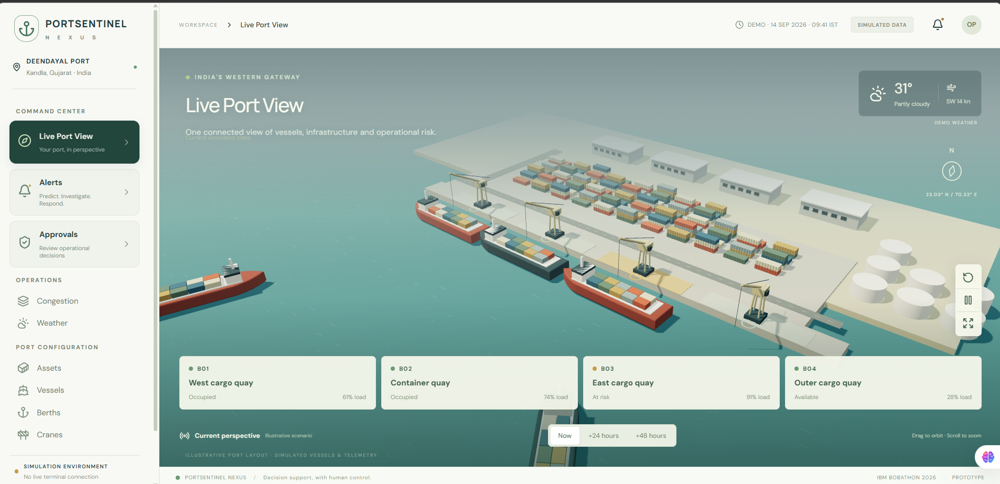 PORTSENTINEL
NEXUS
DEENDAYAL PORT
Kandla, Gujarat · India
COMMAND CENTER
Live Port View
Your port, in perspective
Alerts
Predict. Investigate.
Respond.
Approvals
Review operational
decisions
OPERATIONS
Congestion
Weather
PORT CONFIGURATION
Assets
Vessels
Berths
Cranes
SIMULATION ENVIRONMENT
No live terminal connection
WORKSPACE > Live Port View
DEMO · 14 SEP 2026 · 09:41 IST
SIMULATED DATA
OP
INDIA'S WESTERN GATEWAY
Live Port View
One connected view of vessels, infrastructure and operational risk.
Current simulated state
31°
Partly cloudy
SW 14 kn
DEMO WEATHER
N
23.03° N / 70.22° E
B01
West cargo quay
Occupied 61% load
B02
Container quay
Occupied 74% load
B03
East cargo quay
At risk 91% load
B04
Outer cargo quay
Available 28% load
Current perspective Illustrative scenario
Now +24 hours +48 hours
Drag to orbit · Scroll to zoom
ILLUSTRATIVE PORT LAYOUT · SIMULATED VESSELS & TELEMETRY
PORTSENTINEL NEXUS / Decision support, with human control.
IBM BOBATHON 2026 · PROTOTYPE